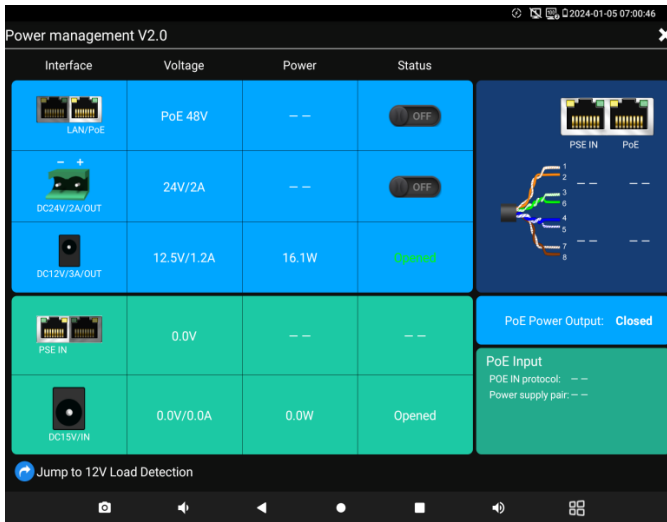 2024-01-05 07:00:46
Power management V2.0
Interface Voltage Power Status
LAN/PoE PoE 48V -- OFF
- +
DC24V/2A/OUT 24V/2A -- OFF
DC12V/3A/OUT 12.5V/1.2A 16.1W Opened
PSE IN 0.0V -- --
DC15V/IN 0.0V/0.0A 0.0W Opened
PSE IN PoE
1
2
3
6
4
5
7
8
-- --
-- --
PoE Power Output: Closed
PoE Input
POE IN protocol: --
Power supply pair: --
Jump to 12V Load Detection